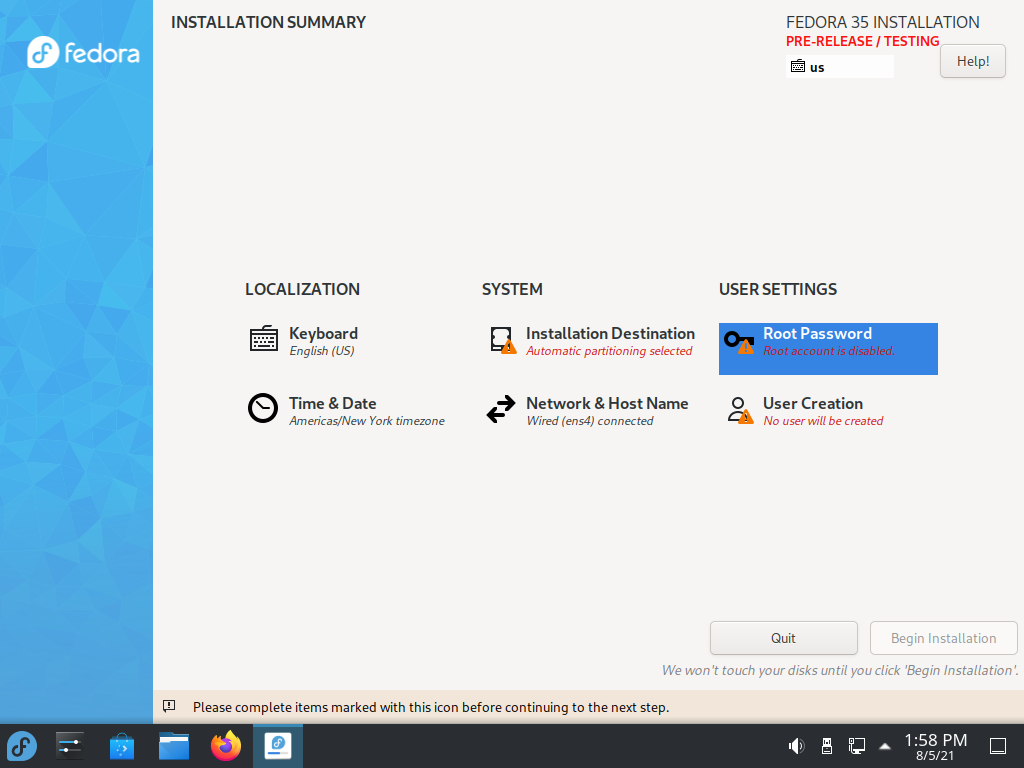 INSTALLATION SUMMARY
fedora
FEDORA 35 INSTALLATION
PRE-RELEASE / TESTING
us
Help!
LOCALIZATION
Keyboard
English (US)
Time & Date
Americas/New York timezone
SYSTEM
Installation Destination
Automatic partitioning selected
Network & Host Name
Wired (ens4) connected
USER SETTINGS
Root Password
Root account is disabled.
User Creation
No user will be created
Quit
Begin Installation
We won't touch your disks until you click 'Begin Installation'.
Please complete items marked with this icon before continuing to the next step.
1:58 PM
8/5/21